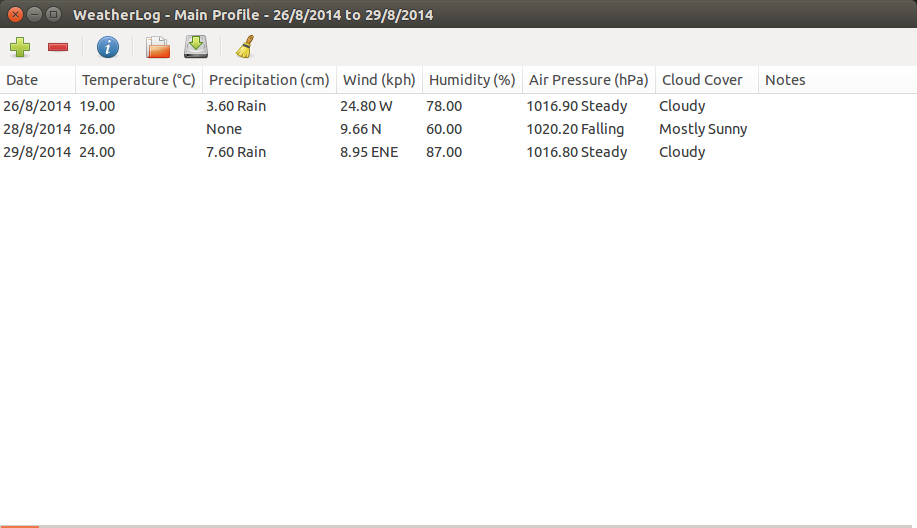 WeatherLog - Main Profile - 26/8/2014 to 29/8/2014
Date Temperature (°C) Precipitation (cm) Wind (kph) Humidity (%) Air Pressure (hPa) Cloud Cover Notes
26/8/2014 19.00 3.60 Rain 24.80 W 78.00 1016.90 Steady Cloudy
28/8/2014 26.00 None 9.66 N 60.00 1020.20 Falling Mostly Sunny
29/8/2014 24.00 7.60 Rain 8.95 ENE 87.00 1016.80 Steady Cloudy